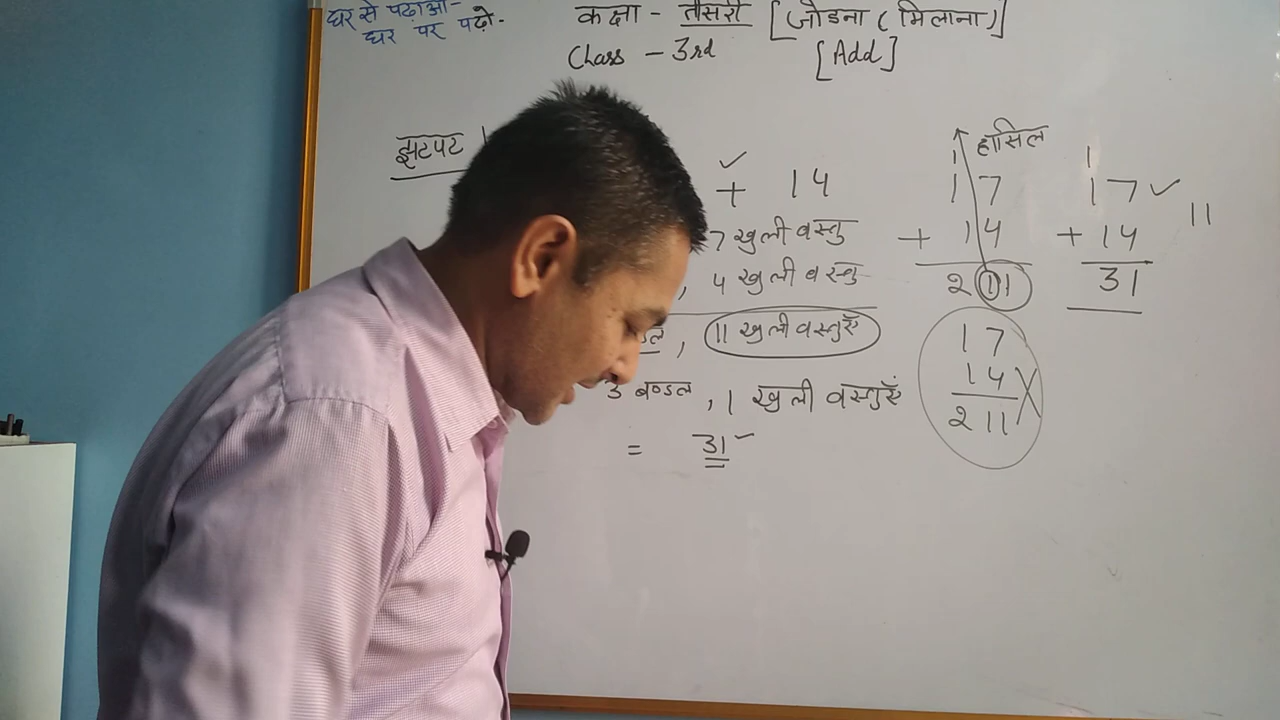 घर से पढ़ाओ-
घर पर पढ़ो.
कक्षा - तीसरी [जोडना (मिलाना)]
Class - 3rd [Add]
झटपट
+ 14
7 खुली वस्तु
, 4 खुली वस्तु
, 11 खुली वस्तुएँ
3 बण्डल , 1 खुली वस्तुएँ
= 31
हासिल
1
17
+ 14
2 11
17
14
2 11
1
17
+ 14
31
11